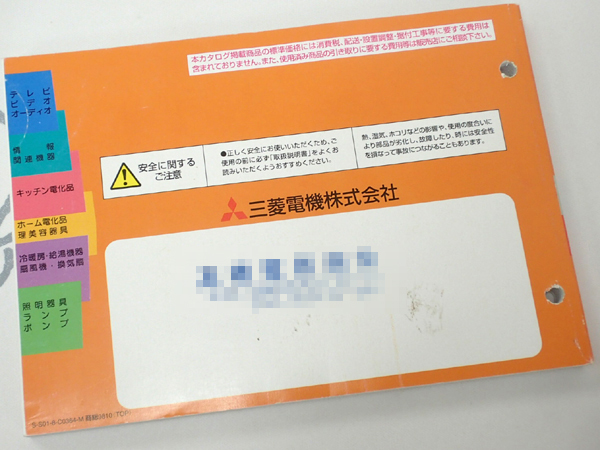 本カタログ掲載商品の標準価格には消費税、配送・設置調整・据付工事等に要する費用は
含まれておりません。また、使用済み商品の引き取りに要する費用等は販売店にご相談下さい。
テレビ
ビデオ
オーディオ
情報
関連機器
キッチン電化品
ホーム電化品
理美容器具
冷暖房・給湯機器
扇風機・換気扇
照明器具
ランプ
ポンプ
安全に関する
ご注意
●正しく安全にお使いいただくため、ご
使用の前に必ず「取扱説明書」をよくお
読みいただくようおすすめください。
熱、湿気、ホコリなどの影響や、使用の度合いに
より部品が劣化し、故障したり、時には安全性
を損なって事故につながることもあります。
三菱電機株式会社